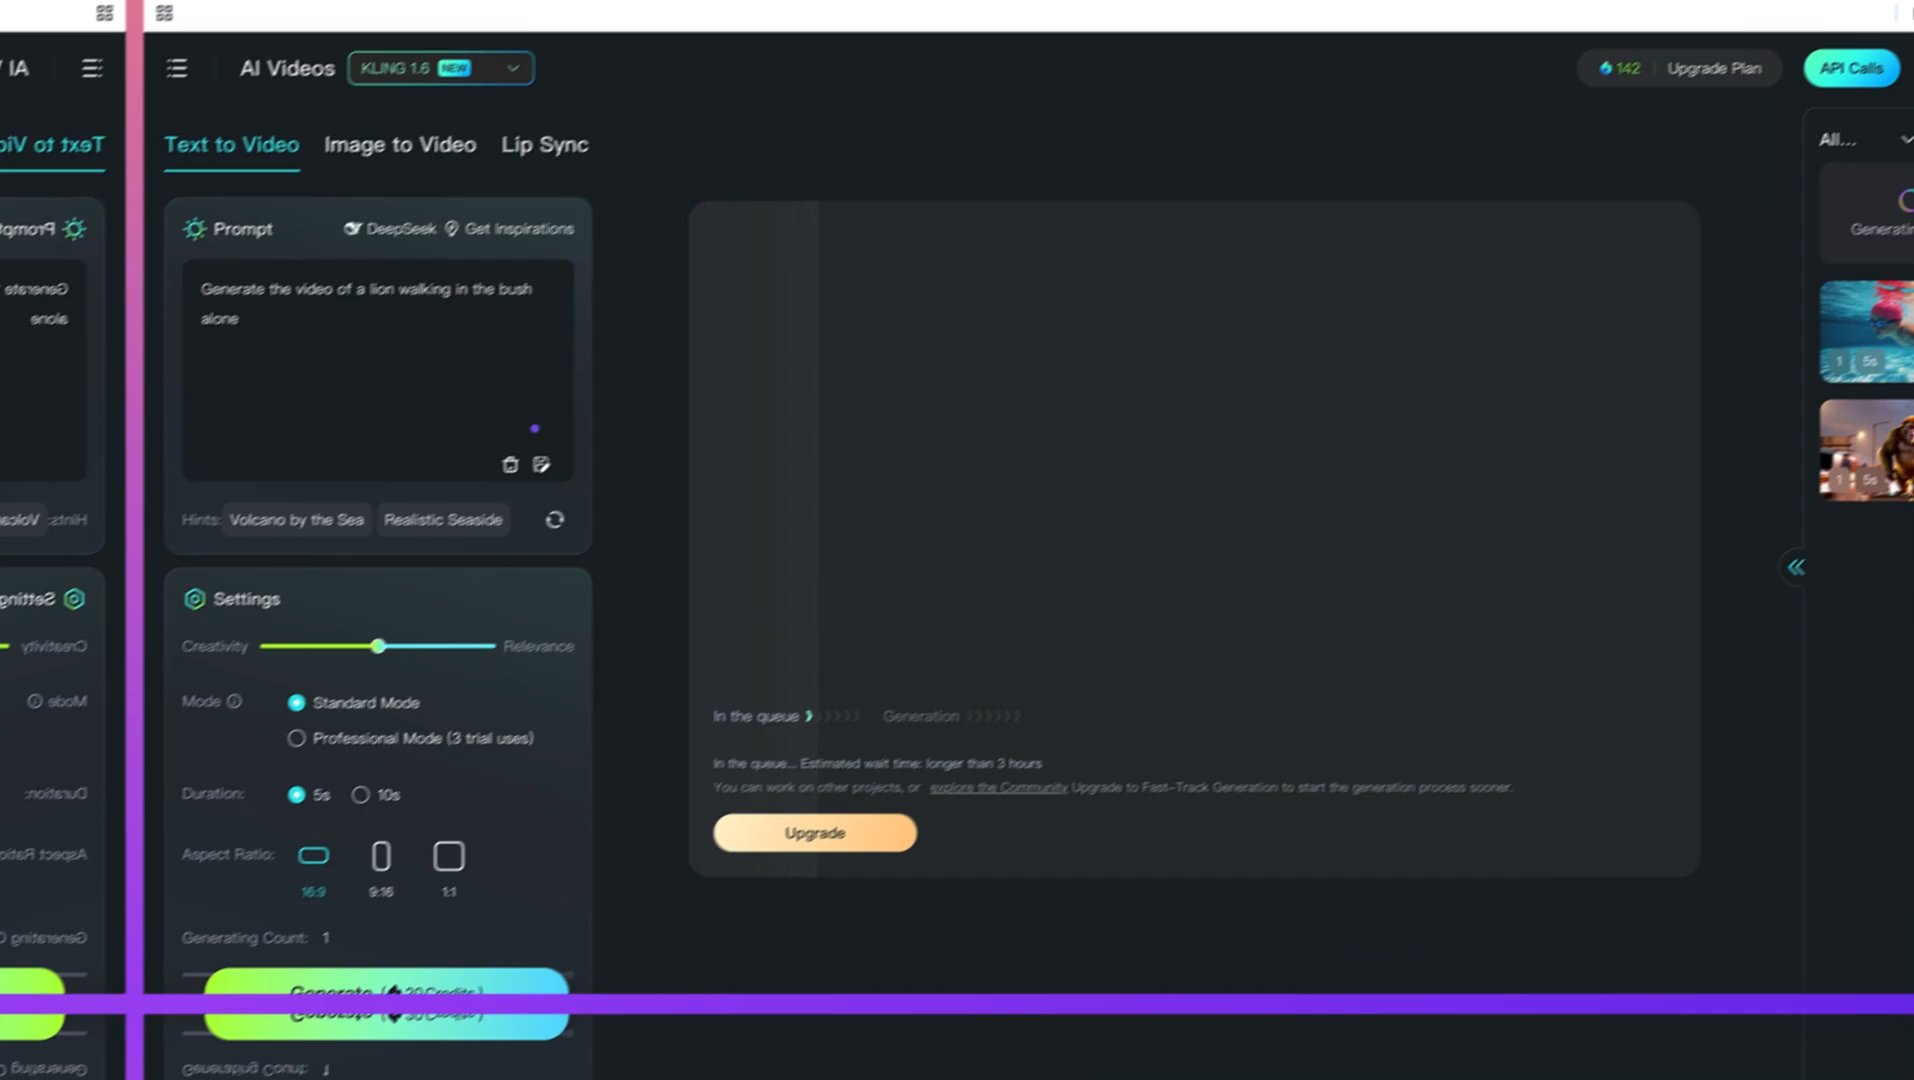 AI Videos KLING 1.6 NEW
142 Upgrade Plan API Calls
Text to Video Image to Video Lip Sync
All...
Prompt DeepSeek Get Inspirations
Generate the video of a lion walking in the bush
alone
Hints: Volcano by the Sea Realistic Seaside
1 5s
1 5s
Settings
Creativity Relevance
Mode Standard Mode
Professional Mode (3 trial uses)
Duration: 5s 10s
Aspect Ratio:
16:9 9:16 1:1
Generating Count: 1
In the queue Generation
In the queue... Estimated wait time: longer than 3 hours
You can work on other projects, or explore the Community Upgrade to Fast-Track Generation to start the generation process sooner.
Upgrade